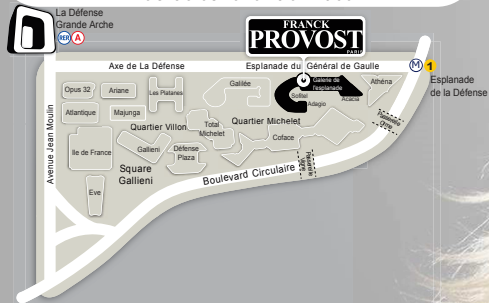 La Défense
Grande Arche
RER A
FRANCK
PROVOST
PARIS
Axe de La Défense
Esplanade du Général de Gaulle
M 1
Esplanade
de la Défense
Opus 32
Ariane
Les Platanes
Galilée
Galerie de
l'esplanade
Athéna
Sofitel
Adagio
Acacia
Atlantique
Majunga
Quartier Villon
Total
Michelet
Quartier Michelet
Coface
Avenue Jean Moulin
Ile de France
Gallieni
Défense
Plaza
Square
Gallieni
Eve
Boulevard Circulaire
Passerelle